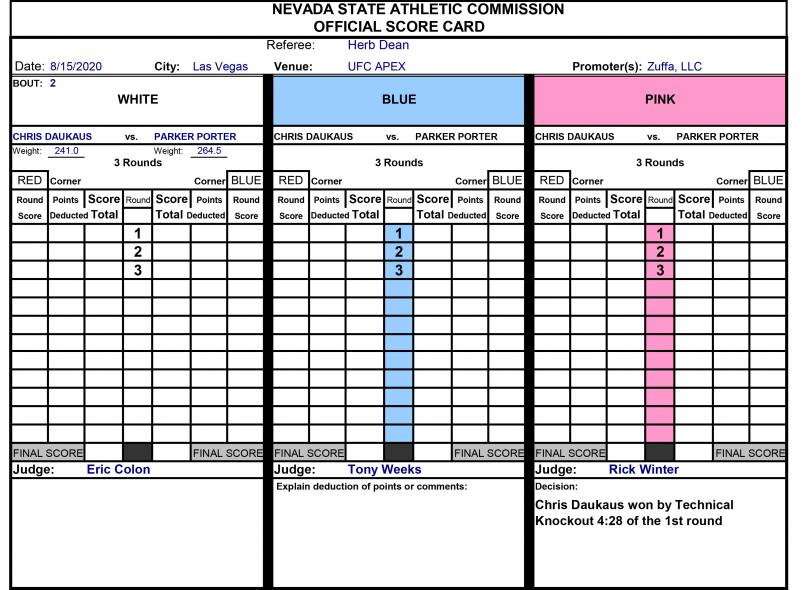 NEVADA STATE ATHLETIC COMMISSION
OFFICIAL SCORE CARD
Referee: Herb Dean
Date: 8/15/2020 City: Las Vegas Venue: UFC APEX Promoter(s): Zuffa, LLC
BOUT: 2
WHITE BLUE PINK
CHRIS DAUKAUS vs. PARKER PORTER CHRIS DAUKAUS vs. PARKER PORTER CHRIS DAUKAUS vs. PARKER PORTER
Weight: 241.0 Weight: 264.5
3 Rounds 3 Rounds 3 Rounds
RED Corner Corner BLUE RED Corner Corner BLUE RED Corner Corner BLUE
Round Points Score Round Score Points Round Round Points Score Round Score Points Round Round Points Score Round Score Points Round
Score Deducted Total Total Deducted Score Score Deducted Total Total Deducted Score Score Deducted Total Total Deducted Score
1 1 1
2 2 2
3 3 3
FINAL SCORE FINAL SCORE FINAL SCORE FINAL SCORE FINAL SCORE FINAL SCORE
Judge: Eric Colon Judge: Tony Weeks Judge: Rick Winter
Explain deduction of points or comments: Decision:
Chris Daukaus won by Technical
Knockout 4:28 of the 1st round